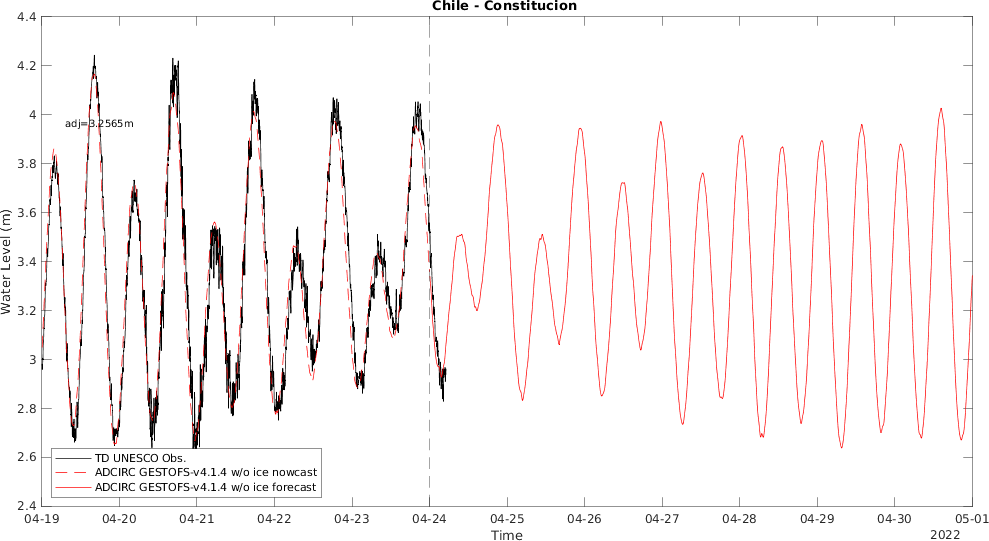 Chile - Constitucion
4.4
4.2
4
3.8
3.6
3.4
3.2
3
2.8
2.6
2.4
Water Level (m)
adj=3.2565m
TD UNESCO Obs.
ADCIRC GESTOFS-v4.1.4 w/o ice nowcast
ADCIRC GESTOFS-v4.1.4 w/o ice forecast
04-19 04-20 04-21 04-22 04-23 04-24 04-25 04-26 04-27 04-28 04-29 04-30 05-01
Time
2022